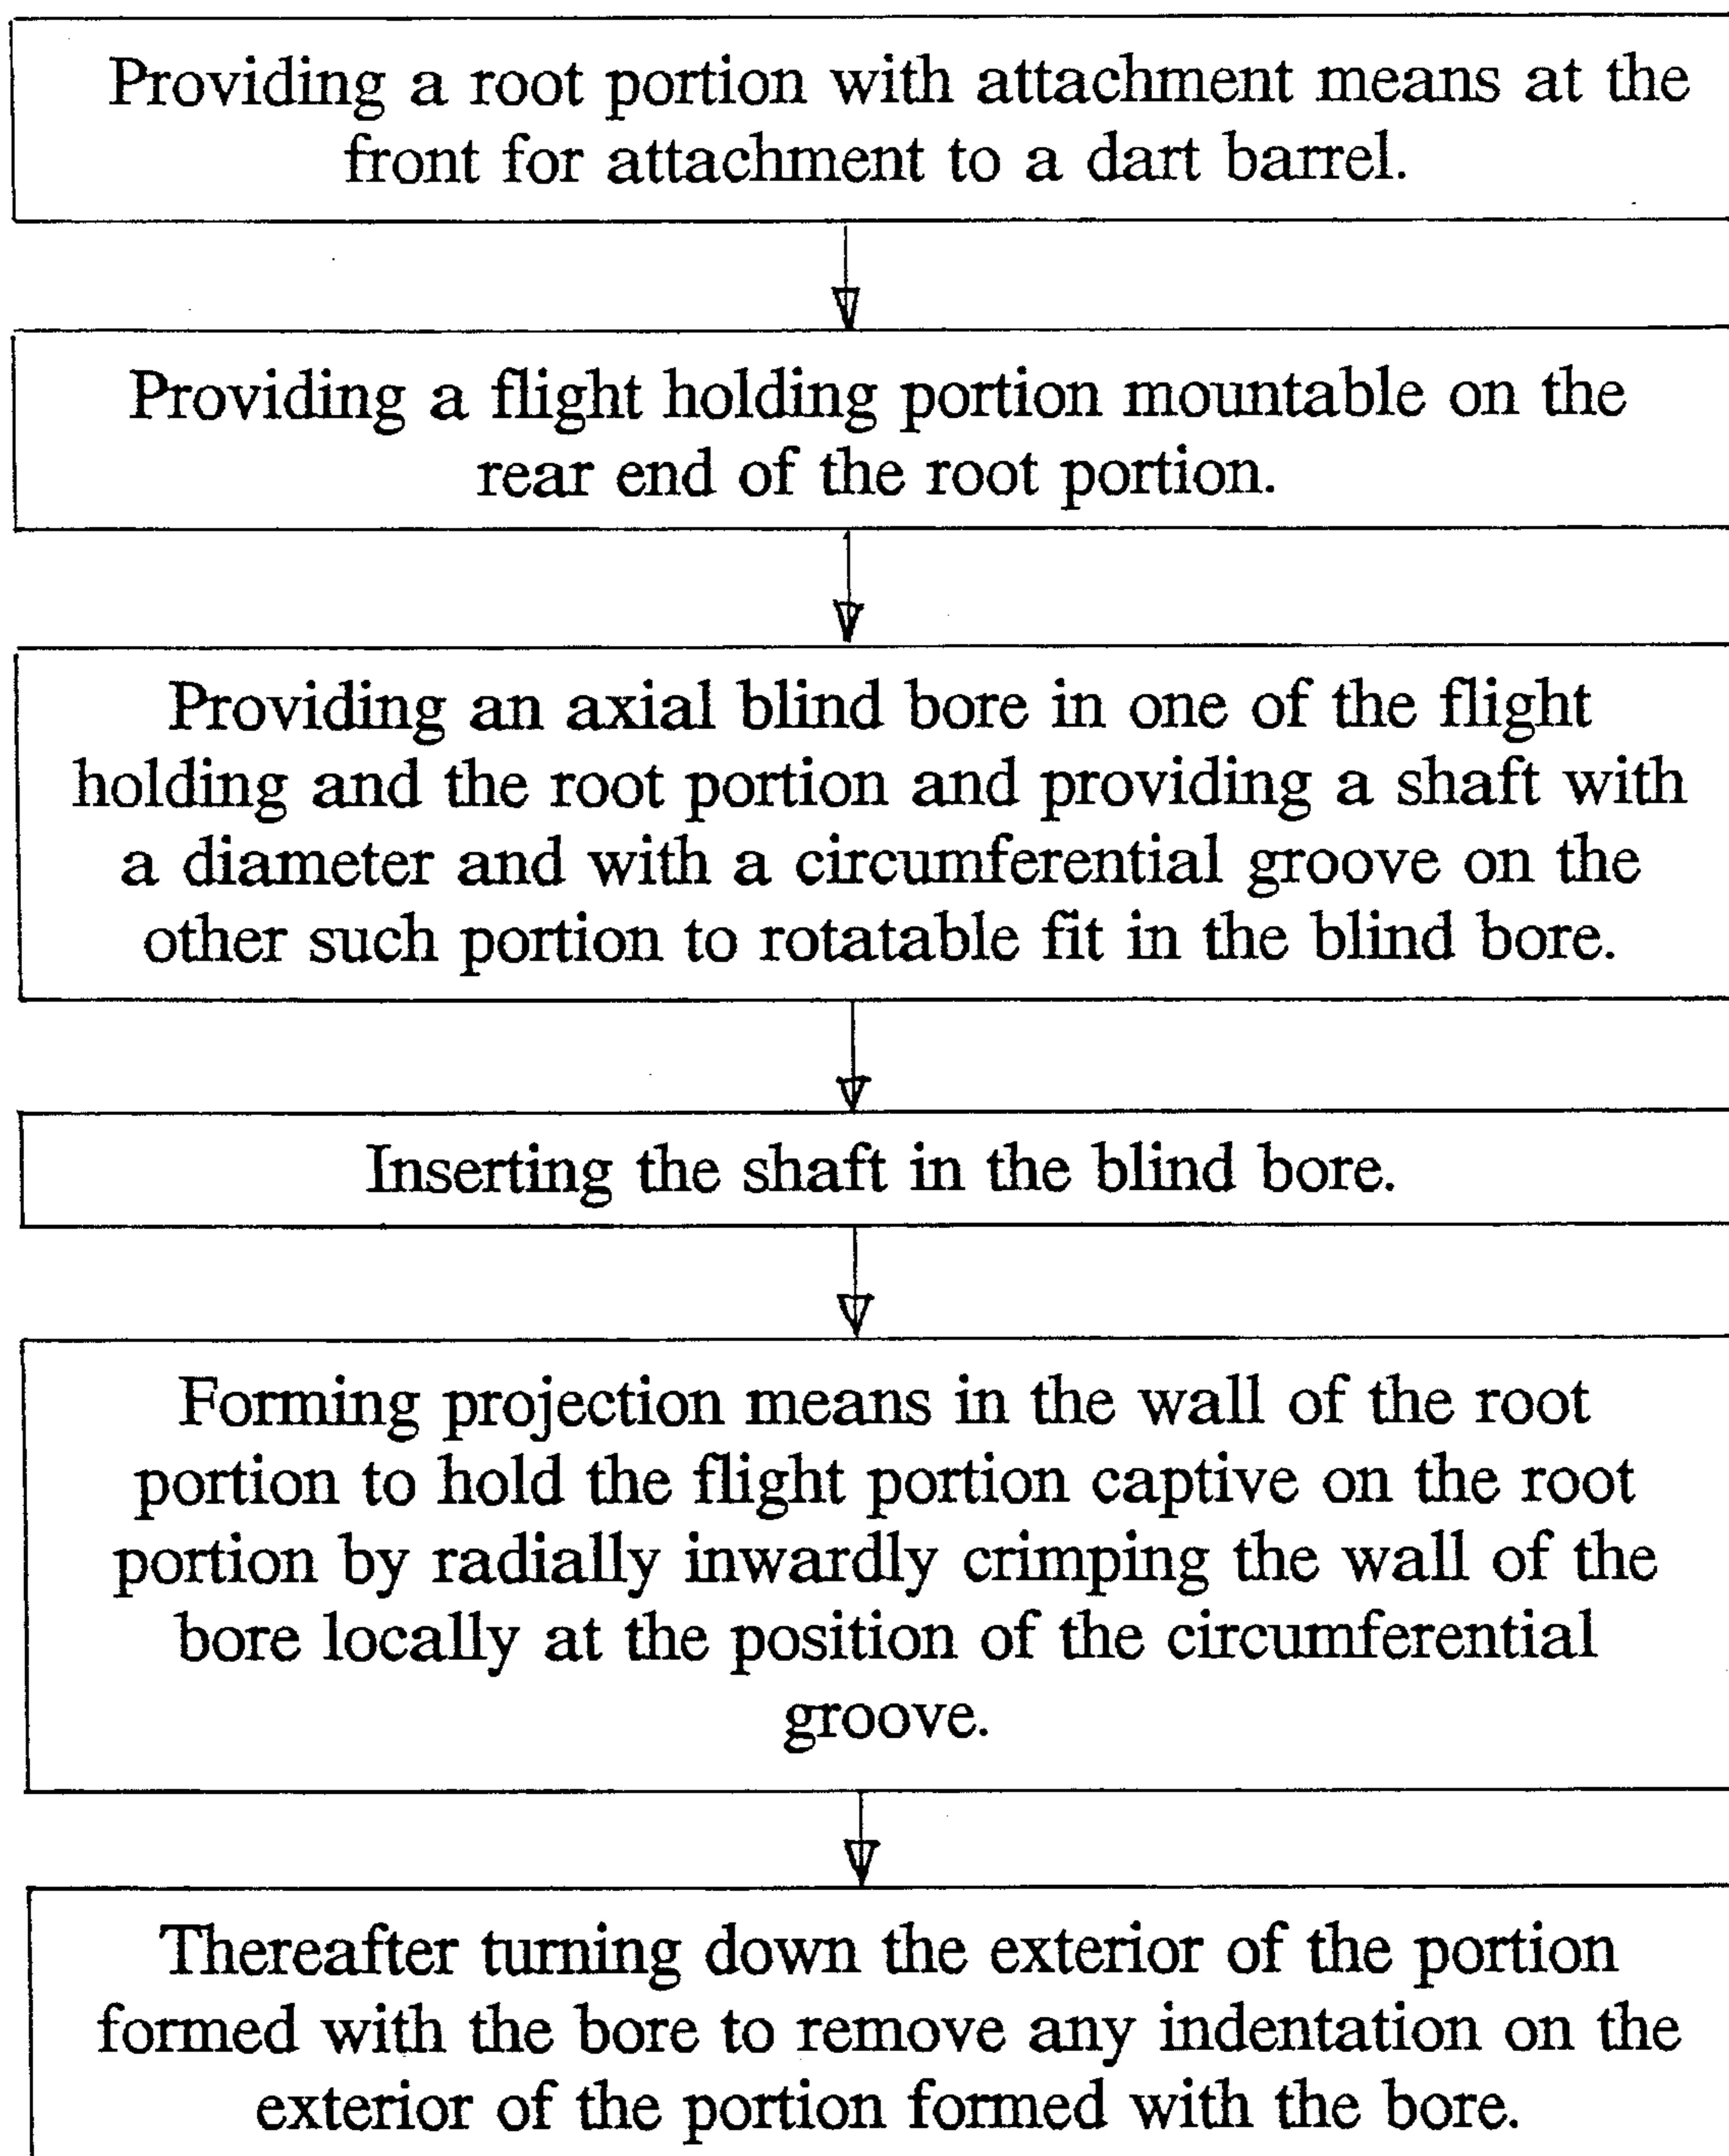 Providing a root portion with attachment means at the
front for attachment to a dart barrel.
Providing a flight holding portion mountable on the
rear end of the root portion.
Providing an axial blind bore in one of the flight
holding and the root portion and providing a shaft with
a diameter and with a circumferential groove on the
other such portion to rotatable fit in the blind bore.
Inserting the shaft in the blind bore.
Forming projection means in the wall of the root
portion to hold the flight portion captive on the root
portion by radially inwardly crimping the wall of the
bore locally at the position of the circumferential
groove.
Thereafter turning down the exterior of the portion
formed with the bore to remove any indentation on the
exterior of the portion formed with the bore.